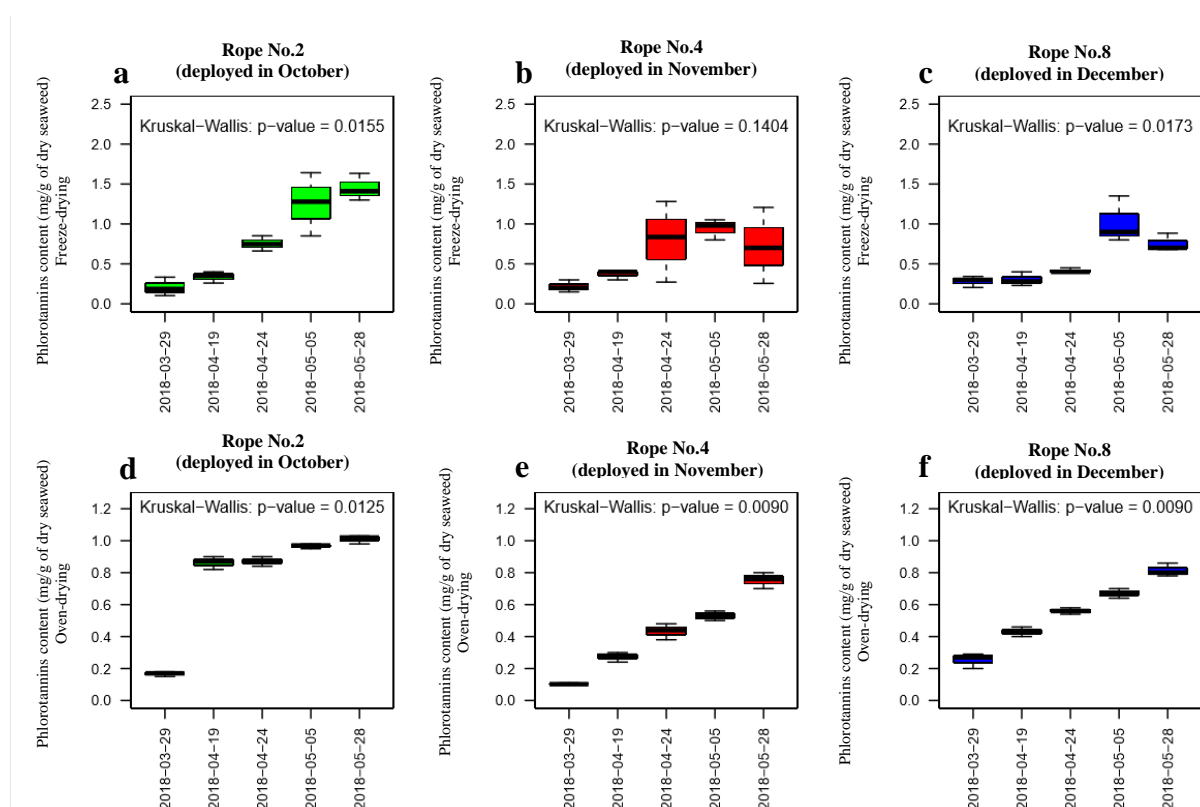 Rope No.2
(deployed in October)
a
Phlorotannins content (mg/g of dry seaweed)
Freeze-drying
Kruskal−Wallis: p−value = 0.0155
2.5
2.0
1.5
1.0
0.5
0.0
2018−03−29
2018−04−19
2018−04−24
2018−05−05
2018−05−28
Rope No.4
(deployed in November)
b
Phlorotannins content (mg/g of dry seaweed)
Freeze-drying
Kruskal−Wallis: p−value = 0.1404
2.5
2.0
1.5
1.0
0.5
0.0
2018−03−29
2018−04−19
2018−04−24
2018−05−05
2018−05−28
Rope No.8
(deployed in December)
c
Phlorotannins content (mg/g of dry seaweed)
Freeze-drying
Kruskal−Wallis: p−value = 0.0173
2.5
2.0
1.5
1.0
0.5
0.0
2018−03−29
2018−04−19
2018−04−24
2018−05−05
2018−05−28
Rope No.2
(deployed in October)
d
Phlorotannins content (mg/g of dry seaweed)
Oven-drying
Kruskal−Wallis: p−value = 0.0125
1.2
1.0
0.8
0.6
0.4
0.2
0.0
2018−03−29
2018−04−19
2018−04−24
2018−05−05
2018−05−28
Rope No.4
(deployed in November)
e
Phlorotannins content (mg/g of dry seaweed)
Oven-drying
Kruskal−Wallis: p−value = 0.0090
1.2
1.0
0.8
0.6
0.4
0.2
0.0
2018−03−29
2018−04−19
2018−04−24
2018−05−05
2018−05−28
Rope No.8
(deployed in December)
f
Phlorotannins content (mg/g of dry seaweed)
Oven-drying
Kruskal−Wallis: p−value = 0.0090
1.2
1.0
0.8
0.6
0.4
0.2
0.0
2018−03−29
2018−04−19
2018−04−24
2018−05−05
2018−05−28